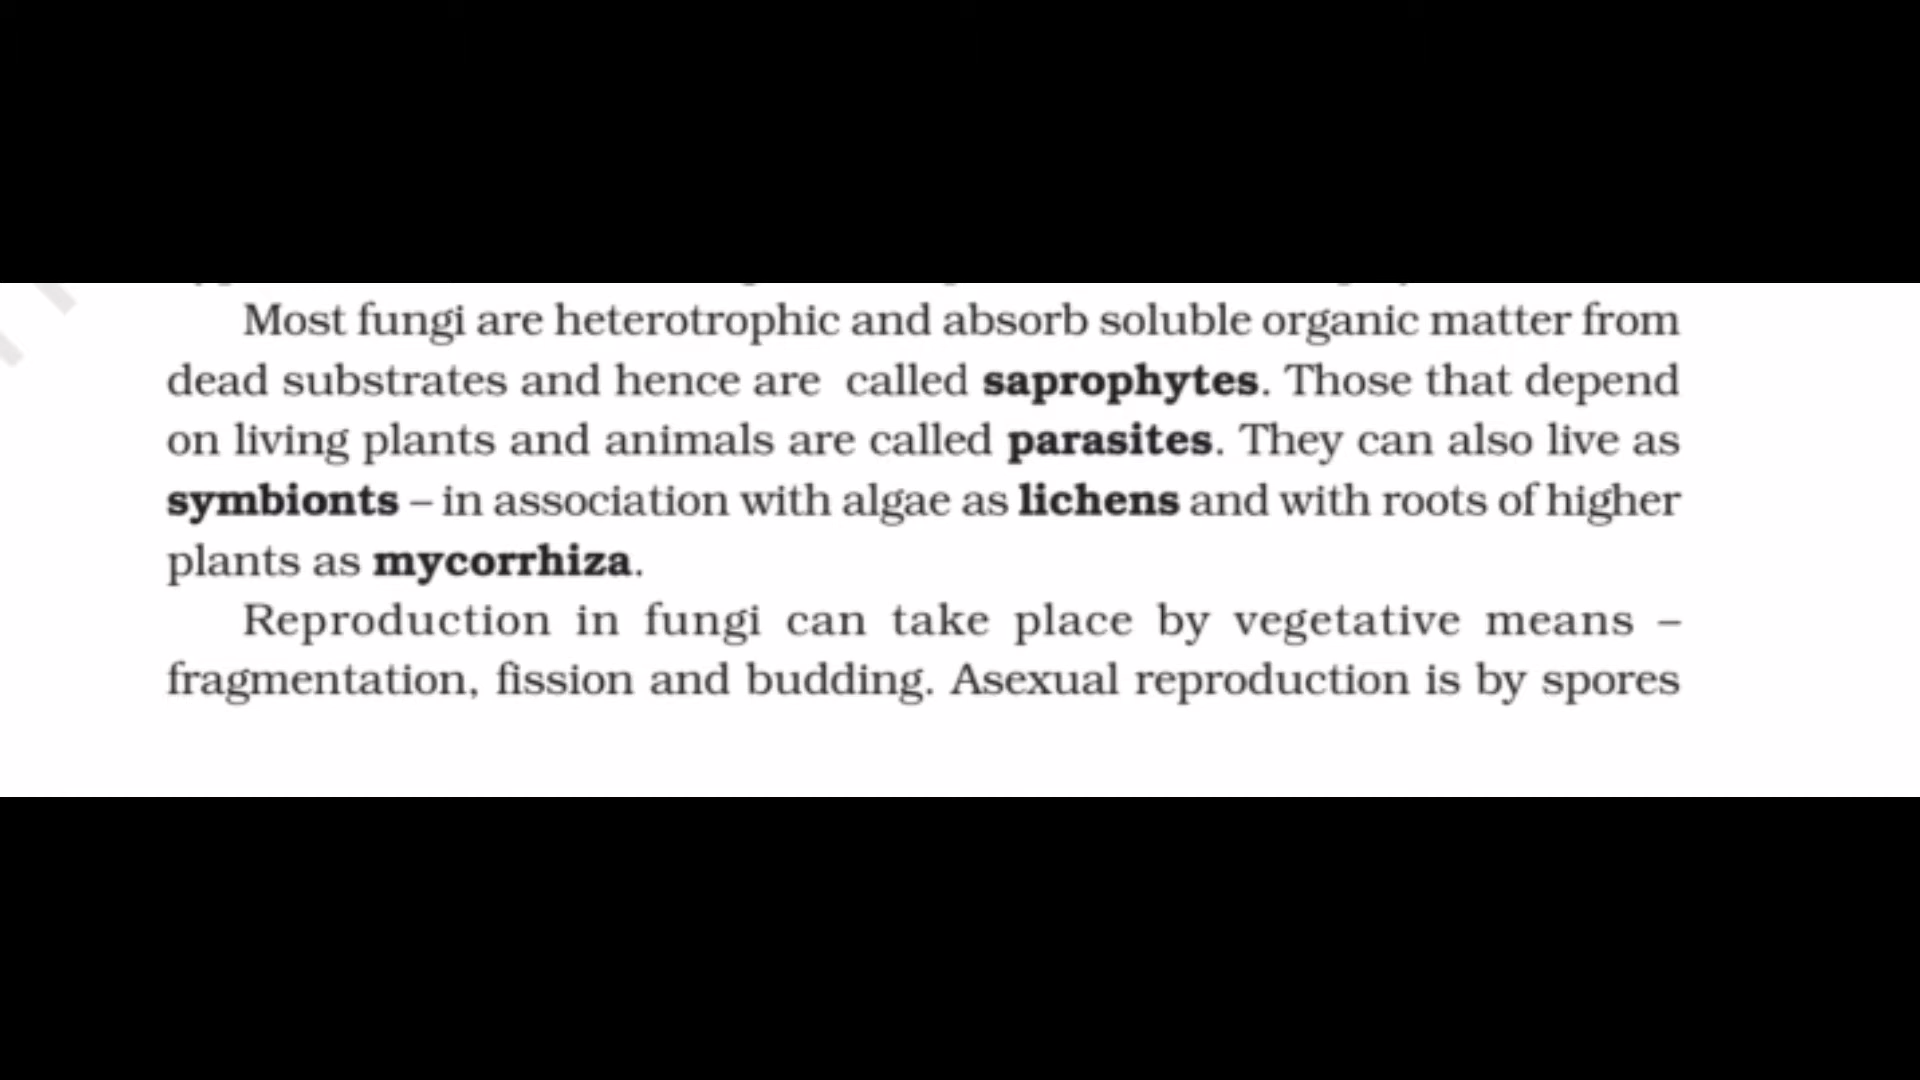 Most fungi are heterotrophic and absorb soluble organic matter from
dead substrates and hence are called saprophytes. Those that depend
on living plants and animals are called parasites. They can also live as
symbionts – in association with algae as lichens and with roots of higher
plants as mycorrhiza.
Reproduction in fungi can take place by vegetative means –
fragmentation, fission and budding. Asexual reproduction is by spores